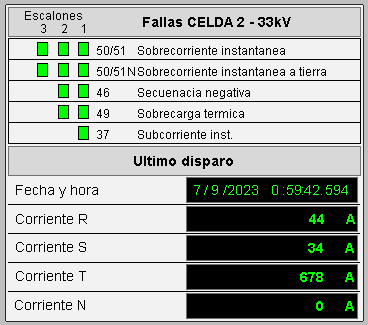 Escalones
3 2 1
Fallas CELDA 2 - 33kV
50/51 Sobrecorriente instantanea
50/51N Sobrecorriente instantanea a tierra
46 Secuenacia negativa
49 Sobrecarga termica
37 Subcorriente inst.
Ultimo disparo
Fecha y hora 7 / 9 /2023 0 :59:42.594
Corriente R 44 A
Corriente S 34 A
Corriente T 678 A
Corriente N 0 A